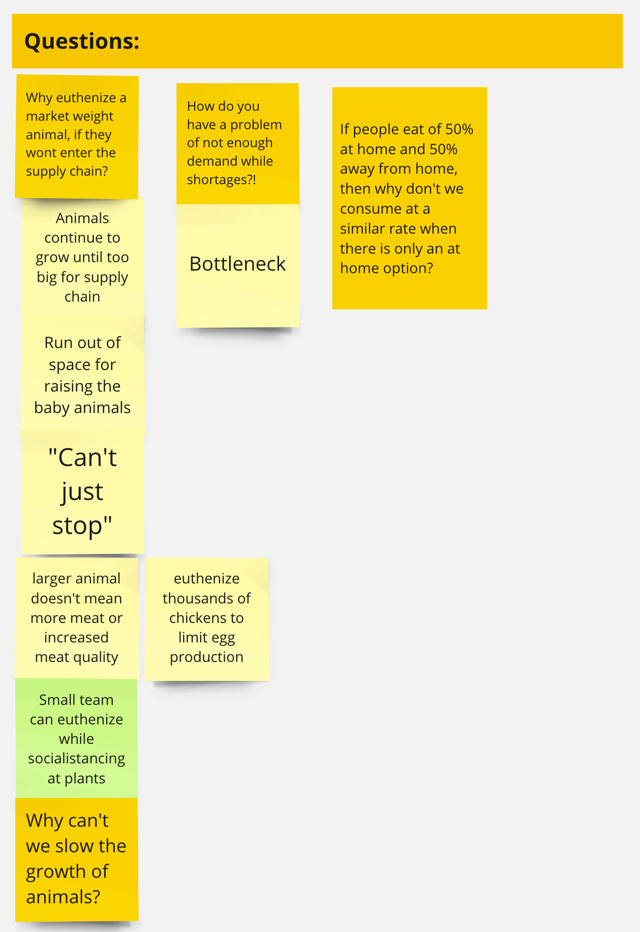 Questions:
Why euthenize a
market weight
animal, if they
wont enter the
supply chain?
Animals
continue to
grow until too
big for supply
chain
Run out of
space for
raising the
baby animals
"Can't
just
stop"
larger animal
doesn't mean
more meat or
increased
meat quality
euthenize
thousands of
chickens to
limit egg
production
Small team
can euthenize
while
socialistancing
at plants
Why can't
we slow the
growth of
animals?
How do you
have a problem
of not enough
demand while
shortages?!
Bottleneck
If people eat of 50%
at home and 50%
away from home,
then why don't we
consume at a
similar rate when
there is only an at
home option?